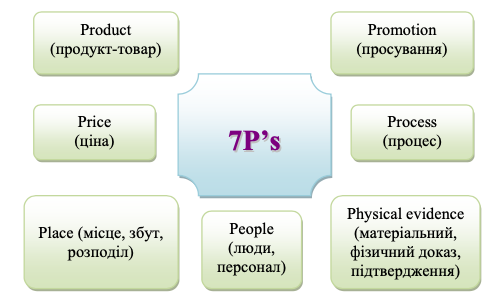 Product
(продукт-товар)
Promotion
(просування)
Price
(ціна)
7P’s
Process
(процес)
Place (місце, збут,
розподіл)
People
(люди,
персонал)
Physical evidence
(матеріальний,
фізичний доказ,
підтвердження)